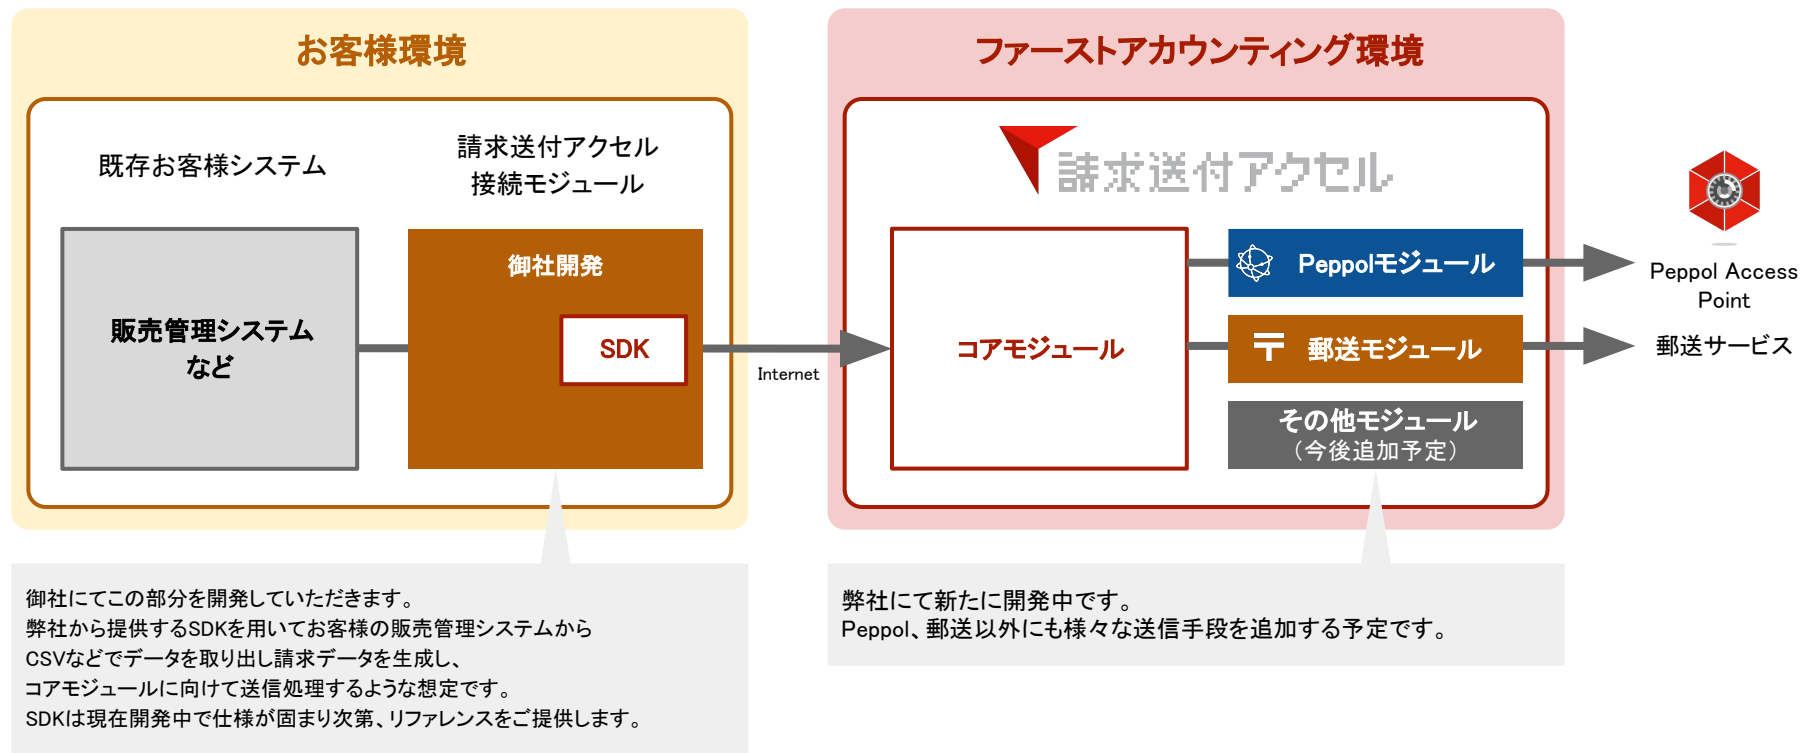 お客様環境
既存お客様システム
請求送付アクセル
接続モジュール
販売管理システム
など
御社開発
SDK
Internet
御社にてこの部分を開発していただきます。
弊社から提供するSDKを用いてお客様の販売管理システムから
CSVなどでデータを取り出し請求データを生成し、
コアモジュールに向けて送信処理するような想定です。
SDKは現在開発中で仕様が固まり次第、リファレンスをご提供します。
ファーストアカウンティング環境
請求送付アクセル
コアモジュール
Peppolモジュール
〒 郵送モジュール
その他モジュール
（今後追加予定）
Peppol Access
Point
郵送サービス
弊社にて新たに開発中です。
Peppol、郵送以外にも様々な送信手段を追加する予定です。